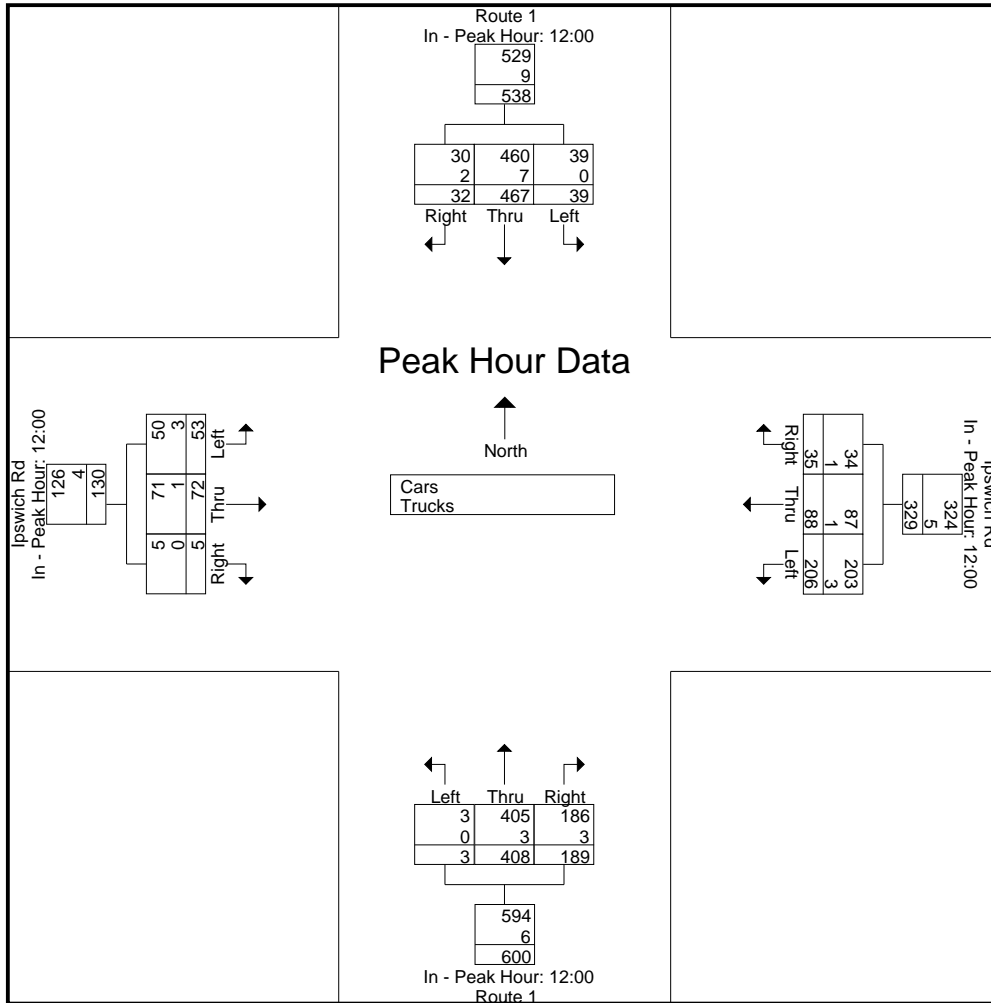 Route 1
In - Peak Hour: 12:00
529
9
538
30 460 39
2 7 0
32 467 39
Right Thru Left
Peak Hour Data
North
Cars
Trucks
Ipswich Rd
In - Peak Hour: 12:00
126
4
130
50 3 53
71 1 72
5 0 5
Left
Thru
Right
Right
Thru
Left
34 1 35
87 1 88
203 3 206
324
5
329
Ipswich Rd
In - Peak Hour: 12:00
Left Thru Right
3 405 186
0 3 3
3 408 189
594
6
600
In - Peak Hour: 12:00
Route 1